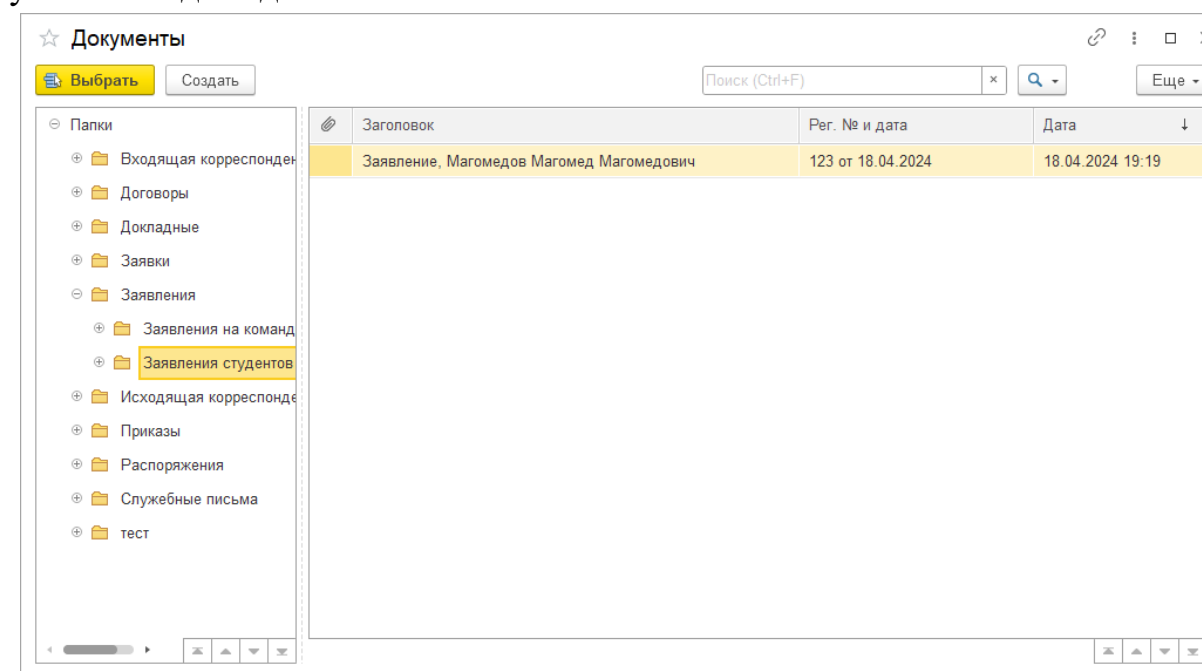 Документы
Выбрать Создать Поиск (Ctrl+F) × Еще
Папки Заголовок Рег. № и дата Дата ↓
Входящая корреспонден Заявление, Магомедов Магомед Магомедович 123 от 18.04.2024 18.04.2024 19:19
Договоры
Докладные
Заявки
Заявления
Заявления на команд
Заявления студентов
Исходящая корреспонде
Приказы
Распоряжения
Служебные письма
тест